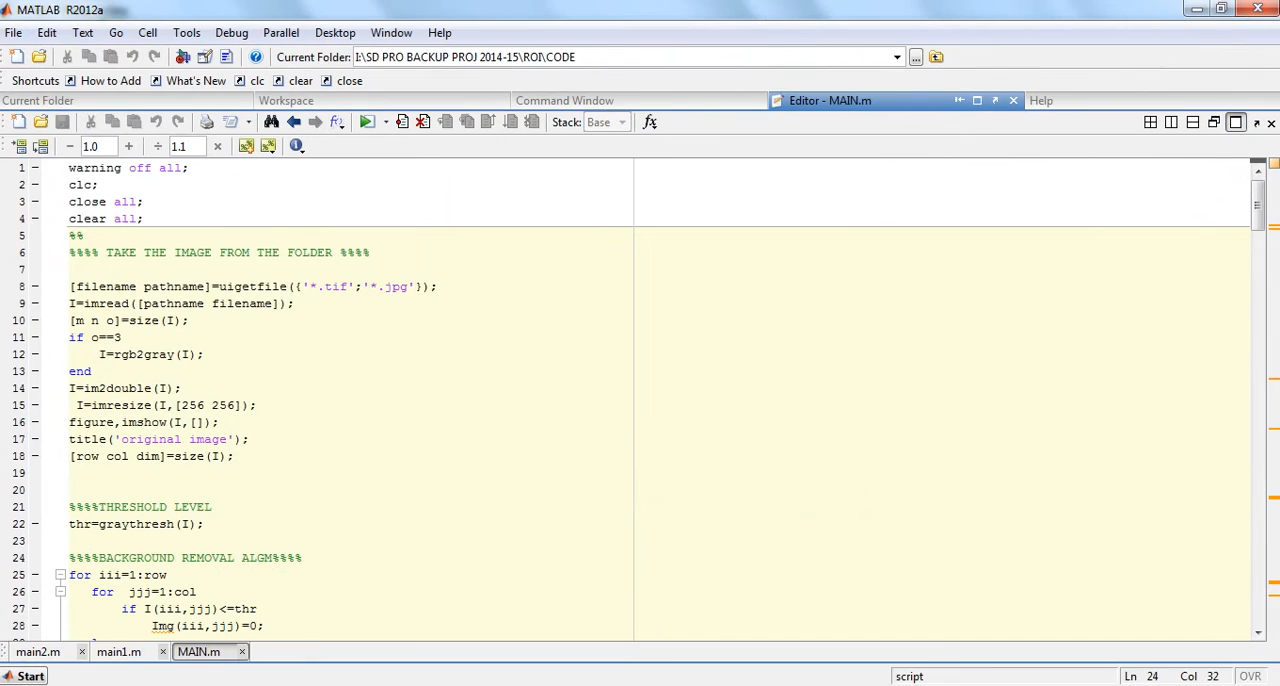 MATLAB R2012a
File Edit Text Go Cell Tools Debug Parallel Desktop Window Help
Current Folder: I:\SD PRO BACKUP PROJ 2014-15\ROI\CODE
Shortcuts How to Add What's New clc clear close
Current Folder Workspace Command Window Editor - MAIN.m Help
Stack: Base fx
− 1.0 + ÷ 1.1 ×
1 – warning off all;
2 – clc;
3 – close all;
4 – clear all;
5 %%
6 %%%% TAKE THE IMAGE FROM THE FOLDER %%%%
7
8 – [filename pathname]=uigetfile({'*.tif';'*.jpg'});
9 – I=imread([pathname filename]);
10 – [m n o]=size(I);
11 – if o==3
12 – I=rgb2gray(I);
13 – end
14 – I=im2double(I);
15 – I=imresize(I,[256 256]);
16 – figure,imshow(I,[]);
17 – title('original image');
18 – [row col dim]=size(I);
19
20
21 %%%%THRESHOLD LEVEL
22 – thr=graythresh(I);
23
24 %%%%BACKGROUND REMOVAL ALGM%%%%
25 – for iii=1:row
26 – for jjj=1:col
27 – if I(iii,jjj)<=thr
28 – Img(iii,jjj)=0;
main2.m × main1.m × MAIN.m ×
Start script Ln 24 Col 32 OVR